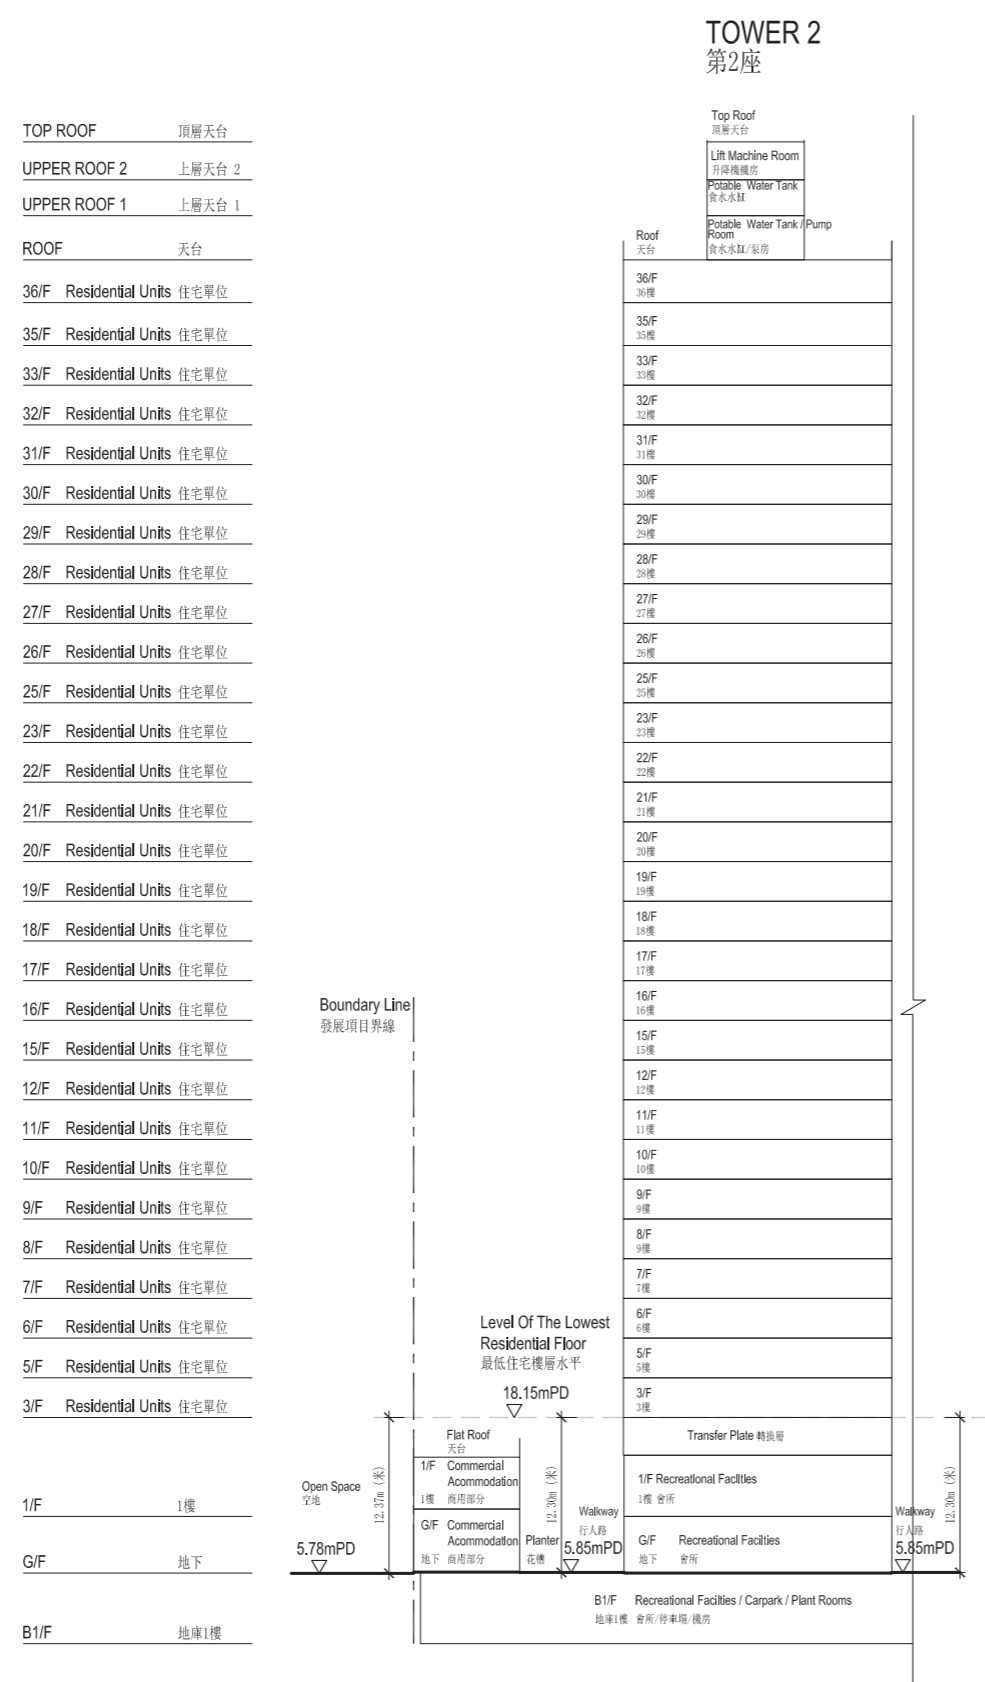 TOWER 2
第2座
TOP ROOF 頂層天台
UPPER ROOF 2 上層天台 2
UPPER ROOF 1 上層天台 1
ROOF 天台
36/F Residential Units 住宅單位
35/F Residential Units 住宅單位
33/F Residential Units 住宅單位
32/F Residential Units 住宅單位
31/F Residential Units 住宅單位
30/F Residential Units 住宅單位
29/F Residential Units 住宅單位
28/F Residential Units 住宅單位
27/F Residential Units 住宅單位
26/F Residential Units 住宅單位
25/F Residential Units 住宅單位
23/F Residential Units 住宅單位
22/F Residential Units 住宅單位
21/F Residential Units 住宅單位
20/F Residential Units 住宅單位
19/F Residential Units 住宅單位
18/F Residential Units 住宅單位
17/F Residential Units 住宅單位
16/F Residential Units 住宅單位
15/F Residential Units 住宅單位
12/F Residential Units 住宅單位
11/F Residential Units 住宅單位
10/F Residential Units 住宅單位
9/F Residential Units 住宅單位
8/F Residential Units 住宅單位
7/F Residential Units 住宅單位
6/F Residential Units 住宅單位
5/F Residential Units 住宅單位
3/F Residential Units 住宅單位
1/F 1樓
G/F 地下
B1/F 地庫1樓
Top Roof
頂層天台
Lift Machine Room
升降機機房
Potable Water Tank
食水水缸
Potable Water Tank / Pump
Room
食水水缸/泵房
Roof
天台
36/F
36樓
35/F
35樓
33/F
33樓
32/F
32樓
31/F
31樓
30/F
30樓
29/F
29樓
28/F
28樓
27/F
27樓
26/F
26樓
25/F
25樓
23/F
23樓
22/F
22樓
21/F
21樓
20/F
20樓
19/F
19樓
18/F
18樓
17/F
17樓
16/F
16樓
15/F
15樓
12/F
12樓
11/F
11樓
10/F
10樓
9/F
9樓
8/F
9樓
7/F
7樓
6/F
6樓
5/F
5樓
3/F
3樓
Boundary Line
發展項目界線
Level Of The Lowest
Residential Floor
最低住宅樓層水平
18.15mPD
Transfer Plate 轉換層
Flat Roof
天台
1/F Commercial
Acommodation
1樓 商用部分
G/F Commercial
Acommodation
地下 商用部分
Open Space
空地
5.78mPD
12.37m (米)
Planter
花槽
12.30m (米)
Walkway
行人路
5.85mPD
1/F Recreational Facilties
1樓 會所
G/F Recreational Facilties
地下 會所
Walkway
行人路
5.85mPD
12.30m (米)
B1/F Recreational Facilties / Carpark / Plant Rooms
地庫1樓 會所/停車場/機房